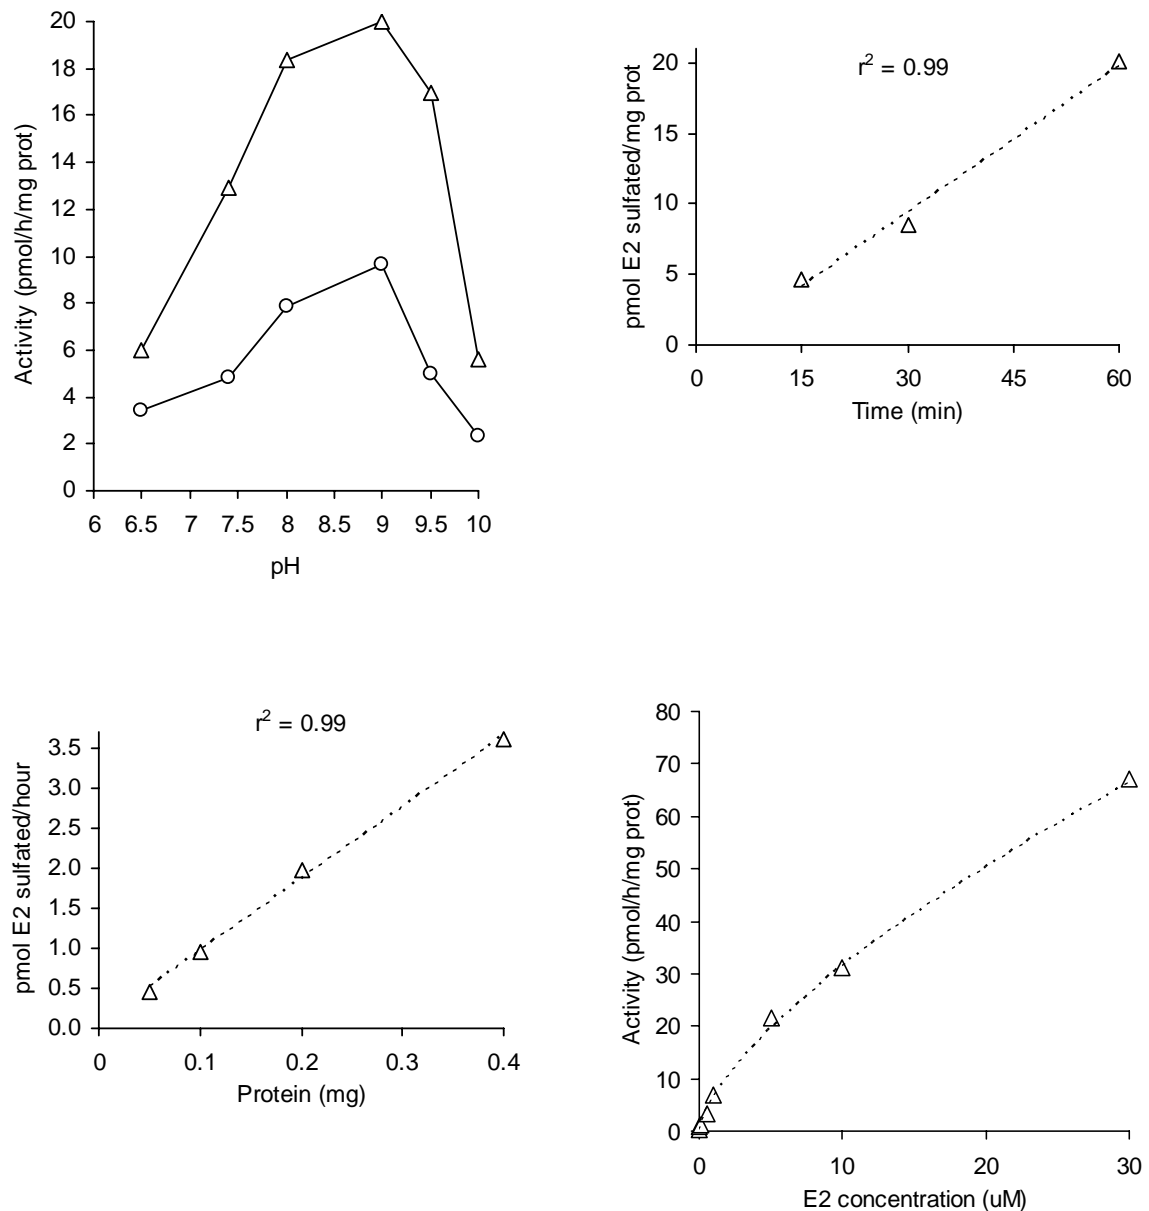 20
18
16
14
12
10
8
6
4
2
0
Activity (pmol/h/mg prot)
6 6.5 7 7.5 8 8.5 9 9.5 10
pH
r² = 0.99
20
15
10
5
0
pmol E2 sulfated/mg prot
0 15 30 45 60
Time (min)
r² = 0.99
3.5
3.0
2.5
2.0
1.5
1.0
0.5
0.0
pmol E2 sulfated/hour
0 0.1 0.2 0.3 0.4
Protein (mg)
80
70
60
50
40
30
20
10
0
Activity (pmol/h/mg prot)
0 10 20 30
E2 concentration (uM)